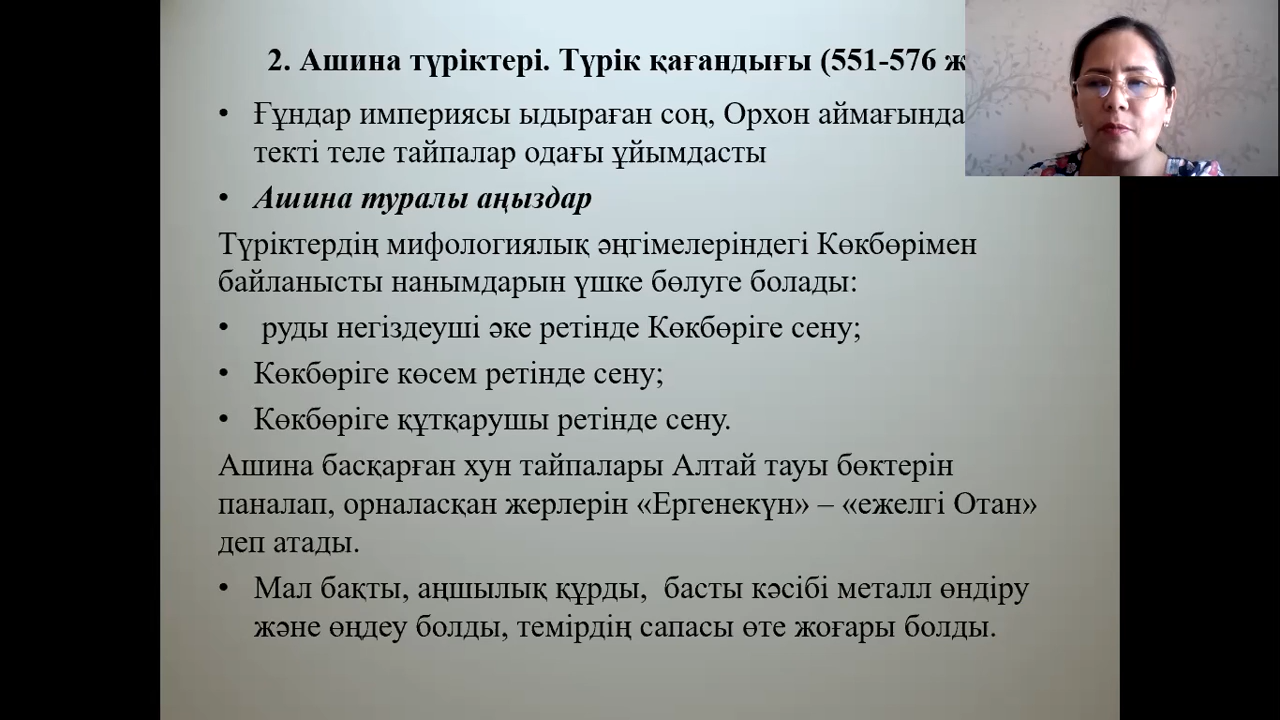 2. Ашина түріктері. Түрік қағандығы (551-576 ж
• Ғұндар империясы ыдыраған соң, Орхон аймағында
текті теле тайпалар одағы ұйымдасты
• Ашина туралы аңыздар
Түріктердің мифологиялық әңгімелеріндегі Көкбөрімен
байланысты нанымдарын үшке бөлуге болады:
• руды негіздеуші әке ретінде Көкбөріге сену;
• Көкбөріге көсем ретінде сену;
• Көкбөріге құтқарушы ретінде сену.
Ашина басқарған хун тайпалары Алтай тауы бөктерін
паналап, орналасқан жерлерін «Ергенекүн» – «ежелгі Отан»
деп атады.
• Мал бақты, аңшылық құрды, басты кәсібі металл өндіру
және өңдеу болды, темірдің сапасы өте жоғары болды.